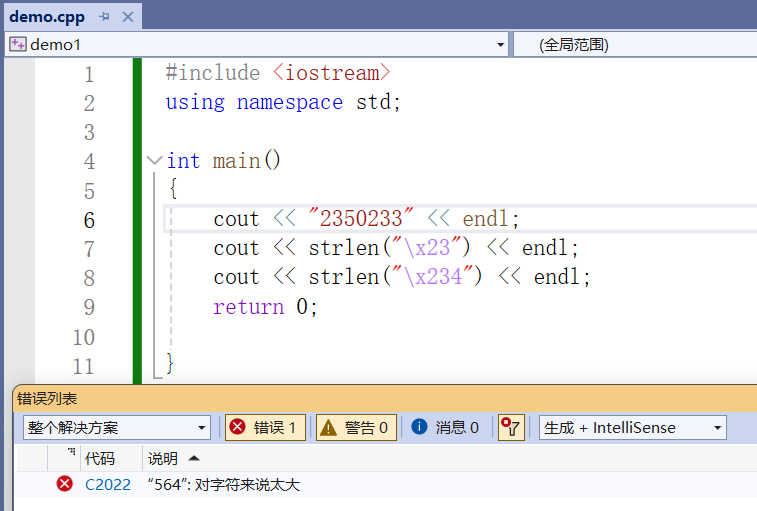 demo.cpp
demo1
(全局范围)
1 #include <iostream>
2 using namespace std;
3
4 int main()
5 {
6 cout << "2350233" << endl;
7 cout << strlen("\x23") << endl;
8 cout << strlen("\x234") << endl;
9 return 0;
10
11 }
错误列表
整个解决方案 错误 1 警告 0 消息 0 生成 + IntelliSense
代码 说明
C2022 “564”: 对字符来说太大